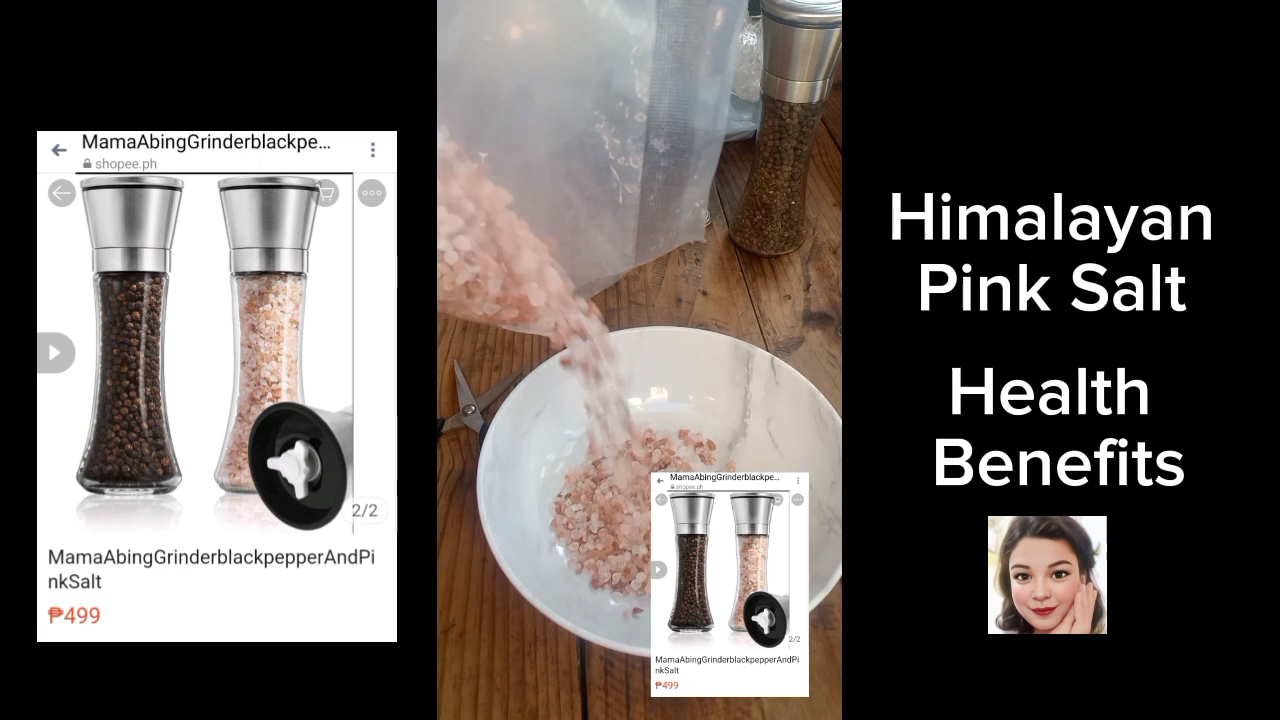 MamaAbingGrinderblackpe...
shopee.ph
2/2
MamaAbingGrinderblackpepperAndPi
nkSalt
₱499
MamaAbingGrinderblackpe...
shopee.ph
2/2
MamaAbingGrinderblackpepperAndPi
nkSalt
₱499
Himalayan
Pink Salt
Health
Benefits